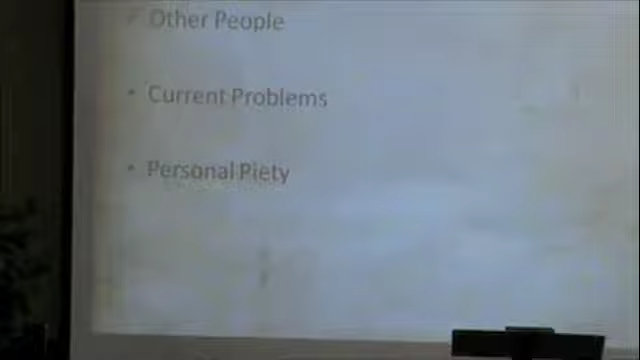 • Other People
• Current Problems
• Personal Piety